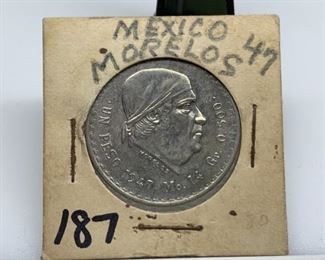 MEXICO
MORELOS 47
UN PESO 1947 Mo. 14 Gr. 0.500
MORELOS
187